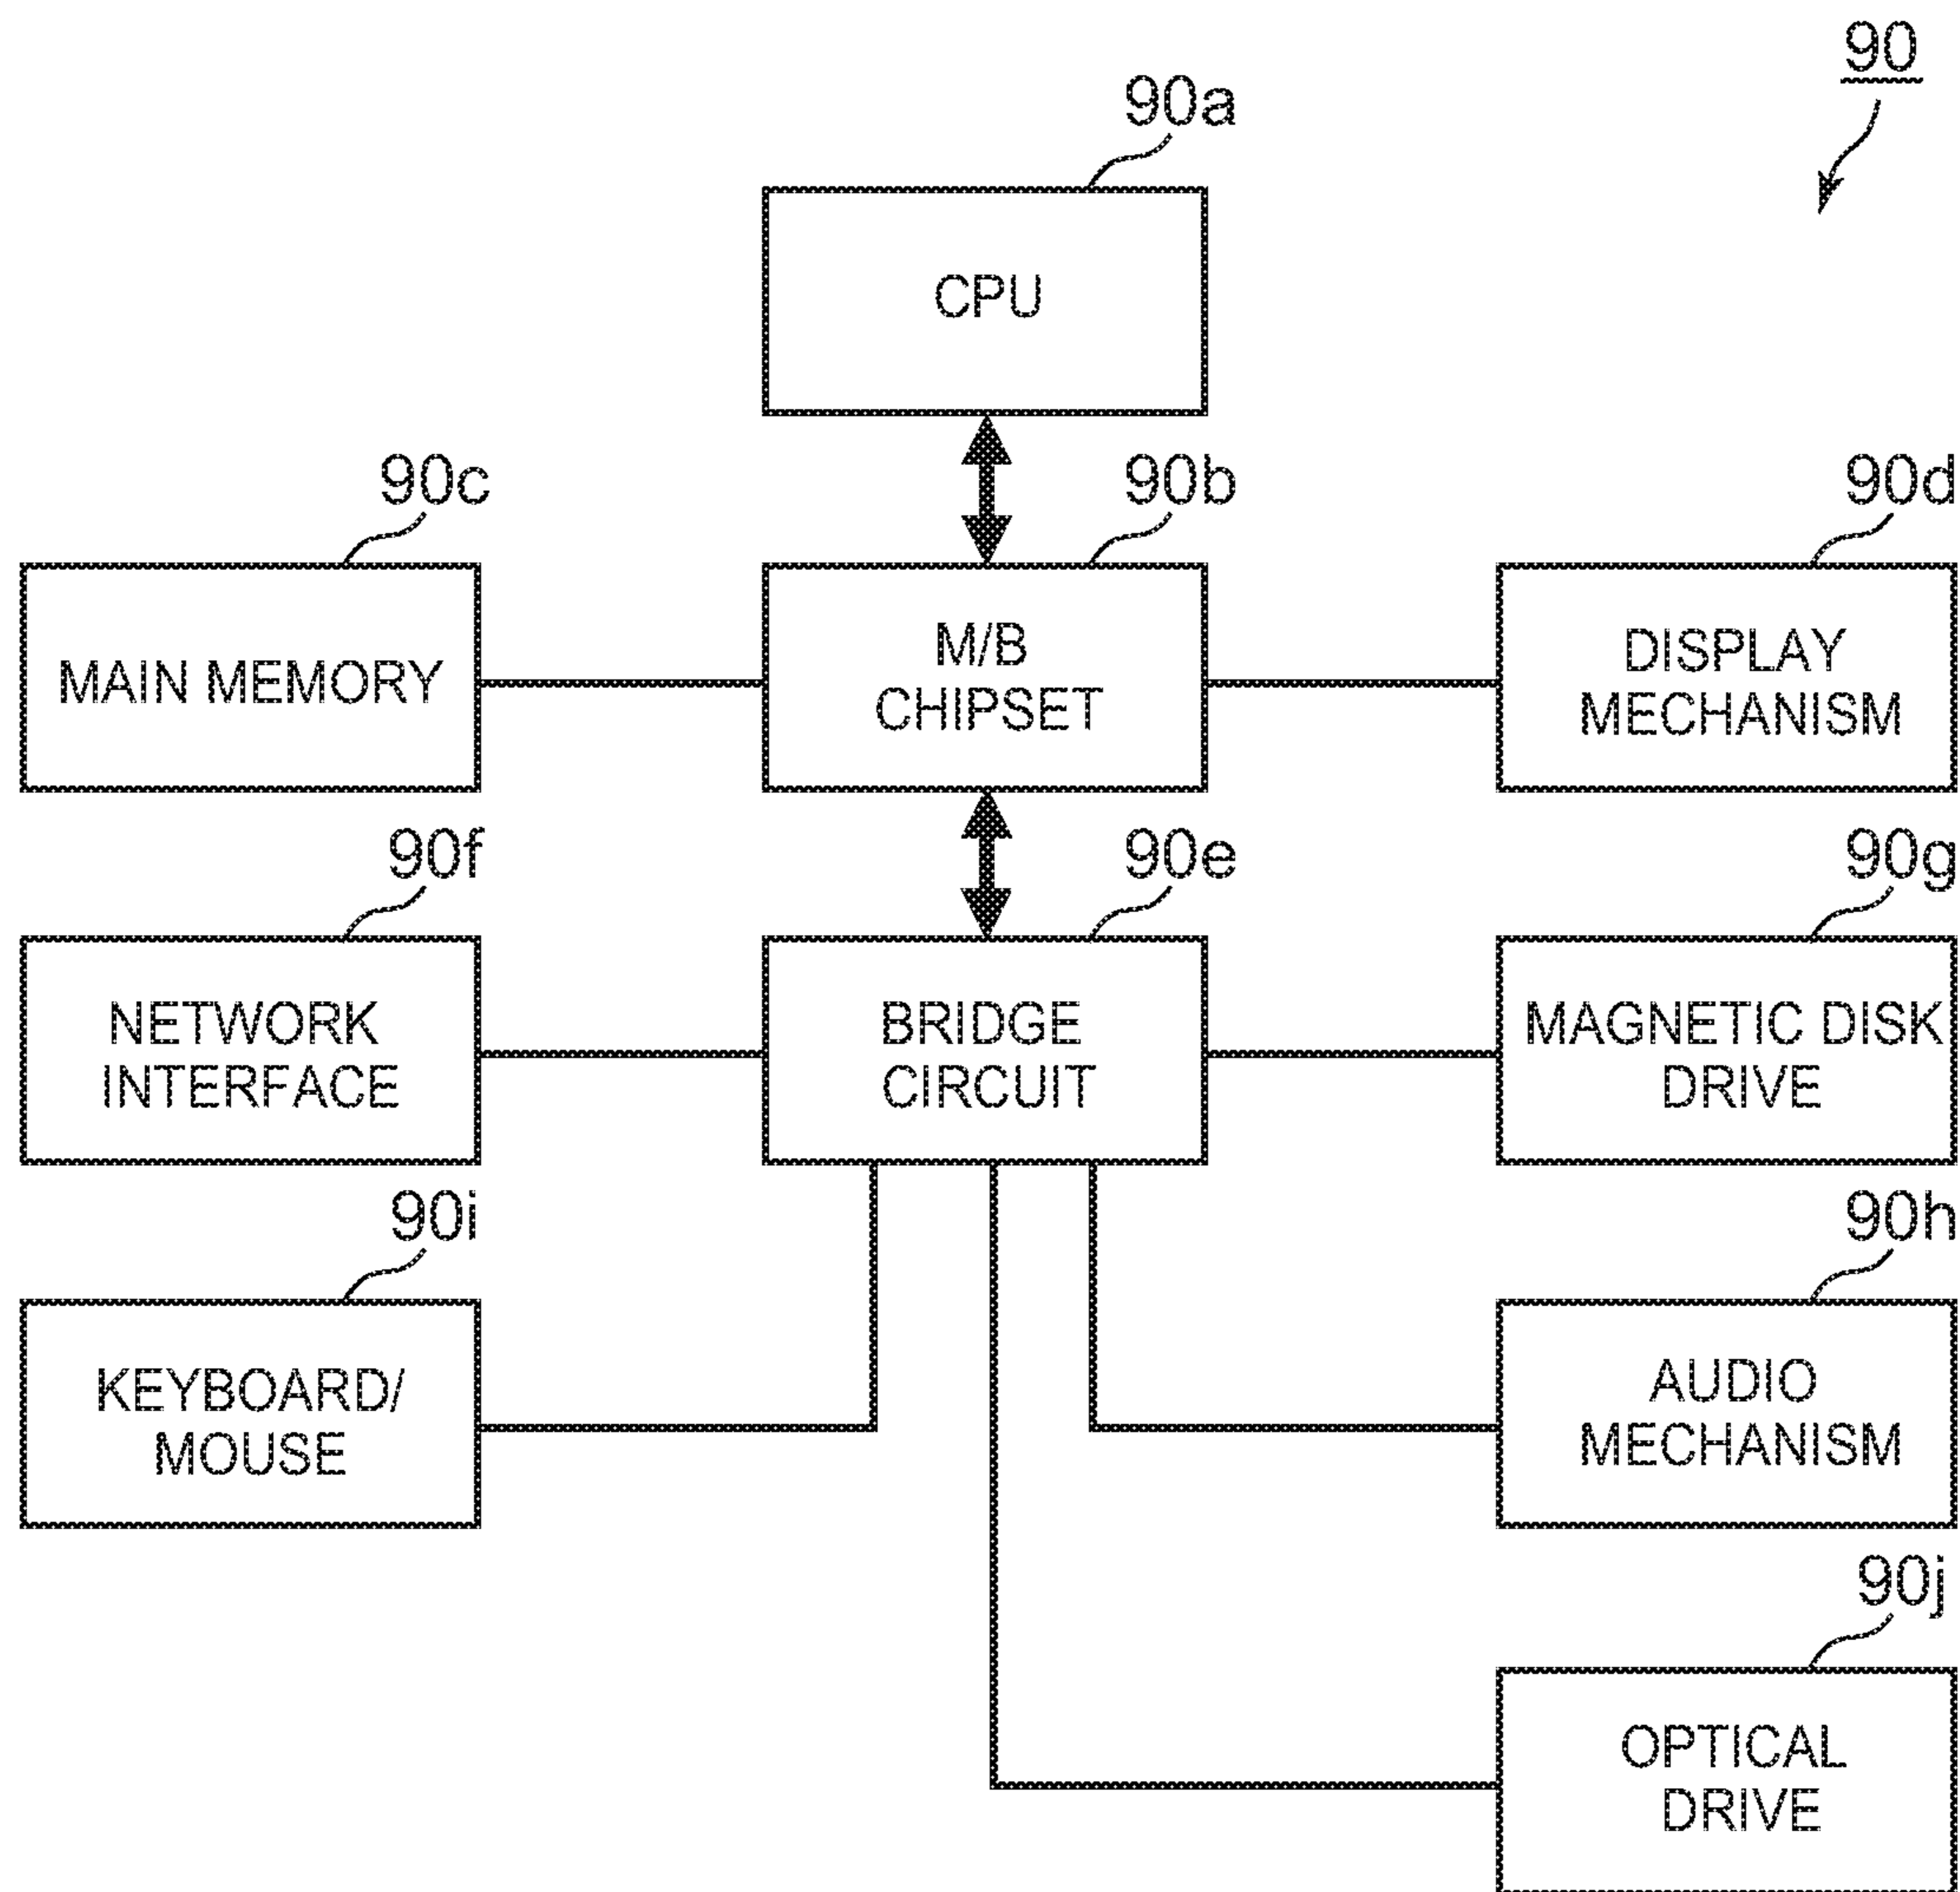 90
90a
CPU
90c
90b
90d
MAIN MEMORY
M/B
CHIPSET
DISPLAY
MECHANISM
90f
90e
90g
NETWORK
INTERFACE
BRIDGE
CIRCUIT
MAGNETIC DISK
DRIVE
90i
90h
KEYBOARD/
MOUSE
AUDIO
MECHANISM
90j
OPTICAL
DRIVE